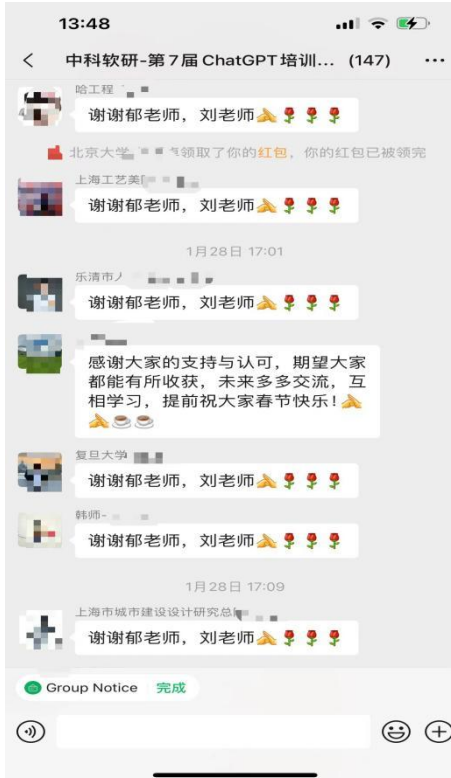 13:48
中科软研-第7届ChatGPT培训... (147)
哈工程
谢谢郁老师，刘老师🙏🌹🌹🌹
北京大学 领取了你的红包，你的红包已被领完
上海工艺美
谢谢郁老师，刘老师🙏🌹🌹🌹
1月28日 17:01
乐清市
谢谢郁老师，刘老师🙏🌹🌹🌹
感谢大家的支持与认可，期望大家
都能有所收获，未来多多交流，互
相学习，提前祝大家春节快乐！🙏
🙏☕☕
复旦大学
谢谢郁老师，刘老师🙏🌹🌹🌹
韩师-
谢谢郁老师，刘老师🙏🌹🌹🌹
1月28日 17:09
上海市城市建设设计研究总
谢谢郁老师，刘老师🙏🌹🌹🌹
Group Notice 完成